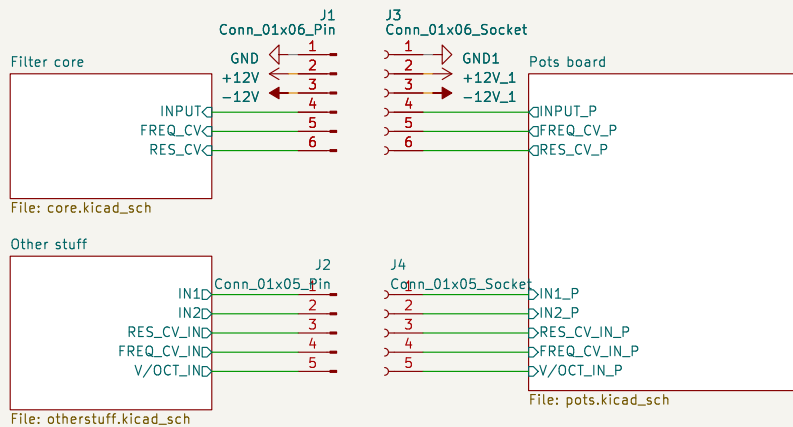 J1
Conn_01x06_Pin
J3
Conn_01x06_Socket
Filter core
GND 1
+12V 2
-12V 3
INPUT 4
FREQ_CV 5
RES_CV 6
File: core.kicad_sch
1 GND1
2 +12V_1
3 -12V_1
Pots board
4 INPUT_P
5 FREQ_CV_P
6 RES_CV_P
Other stuff
J2
Conn_01x05_Pin
IN1 1
IN2 2
RES_CV_IN 3
FREQ_CV_IN 4
V/OCT_IN 5
File: otherstuff.kicad_sch
J4
Conn_01x05_Socket
1 IN1_P
2 IN2_P
3 RES_CV_IN_P
4 FREQ_CV_IN_P
5 V/OCT_IN_P
File: pots.kicad_sch